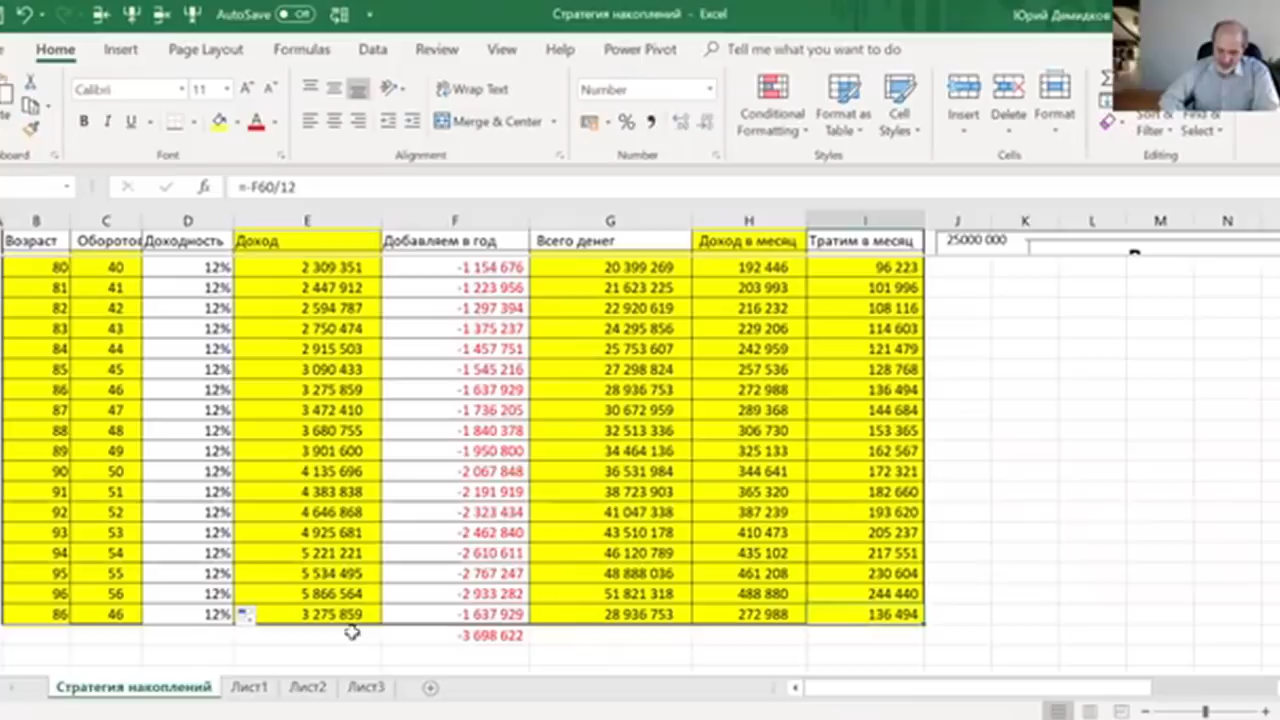 AutoSave Off Стратегия накоплений - Excel Юрий Демидков
Home Insert Page Layout Formulas Data Review View Help Power Pivot Tell me what you want to do
Calibri 11 Wrap Text Number
B I U Merge & Center % Conditional Formatting Format as Table Cell Styles Insert Delete Format Filter Select
Font Alignment Number Styles Cells Editing
fx =-F60/12
B C D E F G H I J K L M N
Возраст Оборотов Доходность Доход Добавляем в год Всего денег Доход в месяц Тратим в месяц 25000 000
80 40 12% 2 309 351 -1 154 676 20 399 269 192 446 96 223
81 41 12% 2 447 912 -1 223 956 21 623 225 203 993 101 996
82 42 12% 2 594 787 -1 297 394 22 920 619 216 232 108 116
83 43 12% 2 750 474 -1 375 237 24 295 856 229 206 114 603
84 44 12% 2 915 503 -1 457 751 25 753 607 242 959 121 479
85 45 12% 3 090 433 -1 545 216 27 298 824 257 536 128 768
86 46 12% 3 275 859 -1 637 929 28 936 753 272 988 136 494
87 47 12% 3 472 410 -1 736 205 30 672 959 289 368 144 684
88 48 12% 3 680 755 -1 840 378 32 513 336 306 730 153 365
89 49 12% 3 901 600 -1 950 800 34 464 136 325 133 162 567
90 50 12% 4 135 696 -2 067 848 36 531 984 344 641 172 321
91 51 12% 4 383 838 -2 191 919 38 723 903 365 320 182 660
92 52 12% 4 646 868 -2 323 434 41 047 338 387 239 193 620
93 53 12% 4 925 681 -2 462 840 43 510 178 410 473 205 237
94 54 12% 5 221 221 -2 610 611 46 120 789 435 102 217 551
95 55 12% 5 534 495 -2 767 247 48 888 036 461 208 230 604
96 56 12% 5 866 564 -2 933 282 51 821 318 488 880 244 440
86 46 12% 3 275 859 -1 637 929 28 936 753 272 988 136 494
-3 698 622
Стратегия накоплений Лист1 Лист2 Лист3